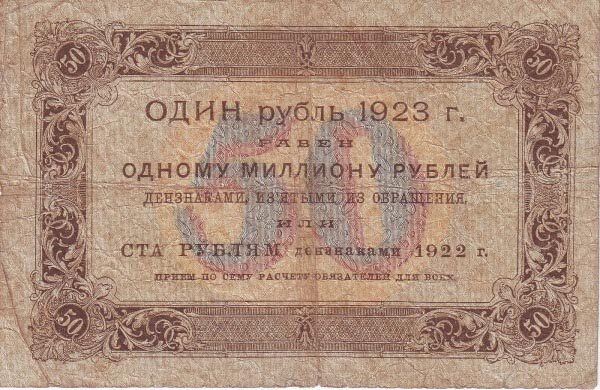 50 50
50
ОДИН рубль 1923 г.
РАВЕН
ОДНОМУ МИЛЛИОНУ РУБЛЕЙ
ДЕНЗНАКАМИ, ИЗ'ЯТЫМИ ИЗ ОБРАЩЕНИЯ,
ИЛИ
СТА РУБЛЯМ дензнаками 1922 г.
ПРИЕМ ПО СЕМУ РАСЧЕТУ ОБЯЗАТЕЛЕН ДЛЯ ВСЕХ.
50 50